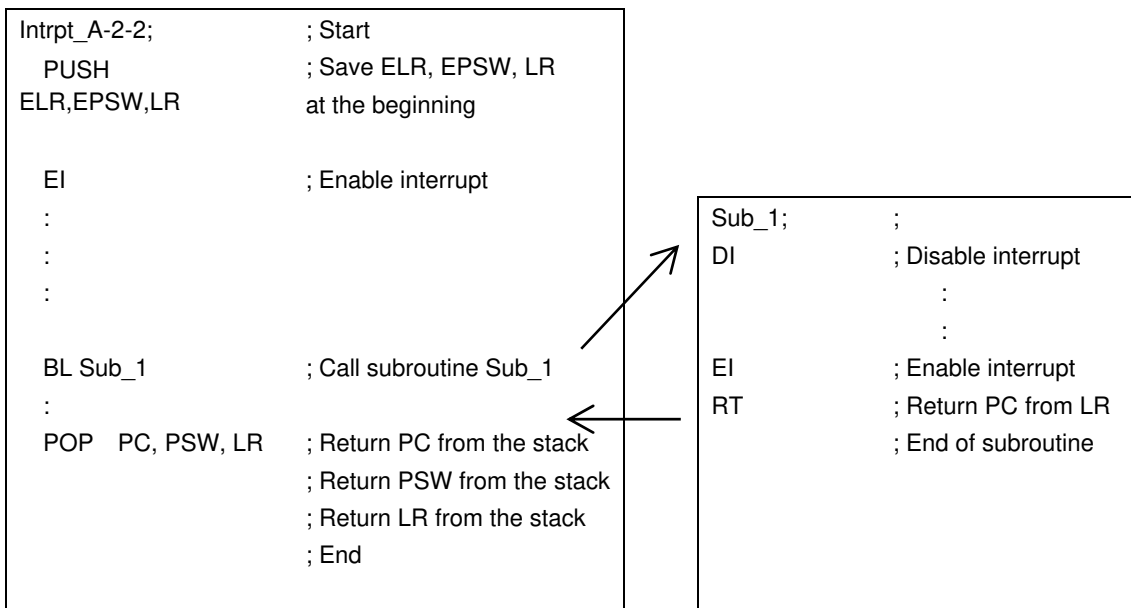 Intrpt_A-2-2; ; Start
PUSH ; Save ELR, EPSW, LR
ELR,EPSW,LR at the beginning
EI ; Enable interrupt
:
:
:
BL Sub_1 ; Call subroutine Sub_1
:
POP PC, PSW, LR ; Return PC from the stack
; Return PSW from the stack
; Return LR from the stack
; End
Sub_1; ;
DI ; Disable interrupt
:
:
EI ; Enable interrupt
RT ; Return PC from LR
; End of subroutine